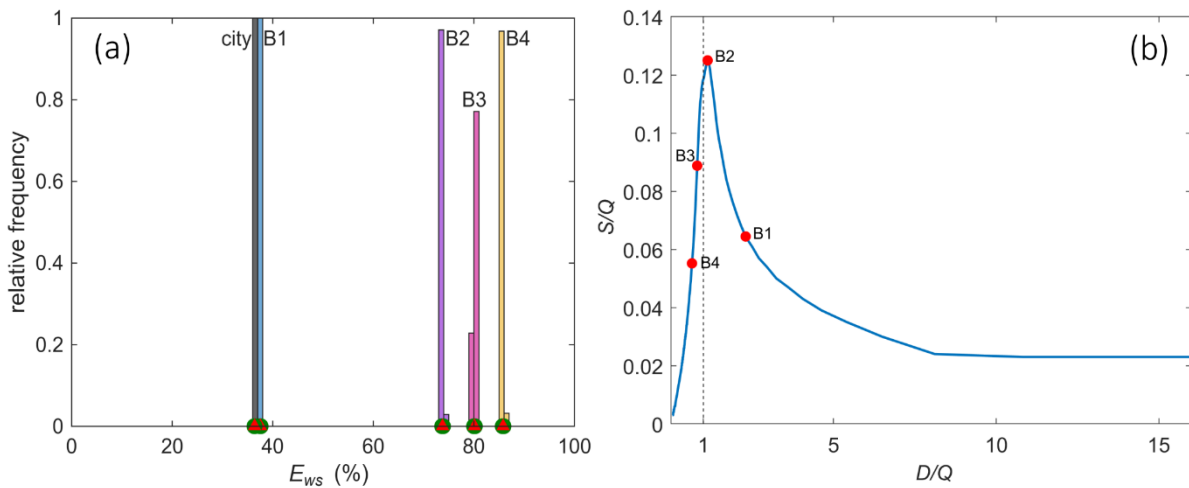 (a)
city
B1
B2
B4
B3
1
0.8
0.6
0.4
0.2
0
relative frequency
0
20
40
60
80
100
E_ws (%)
(b)
B2
B3
B1
B4
0.14
0.12
0.1
0.08
0.06
0.04
0.02
0
S/Q
1
5
10
15
D/Q